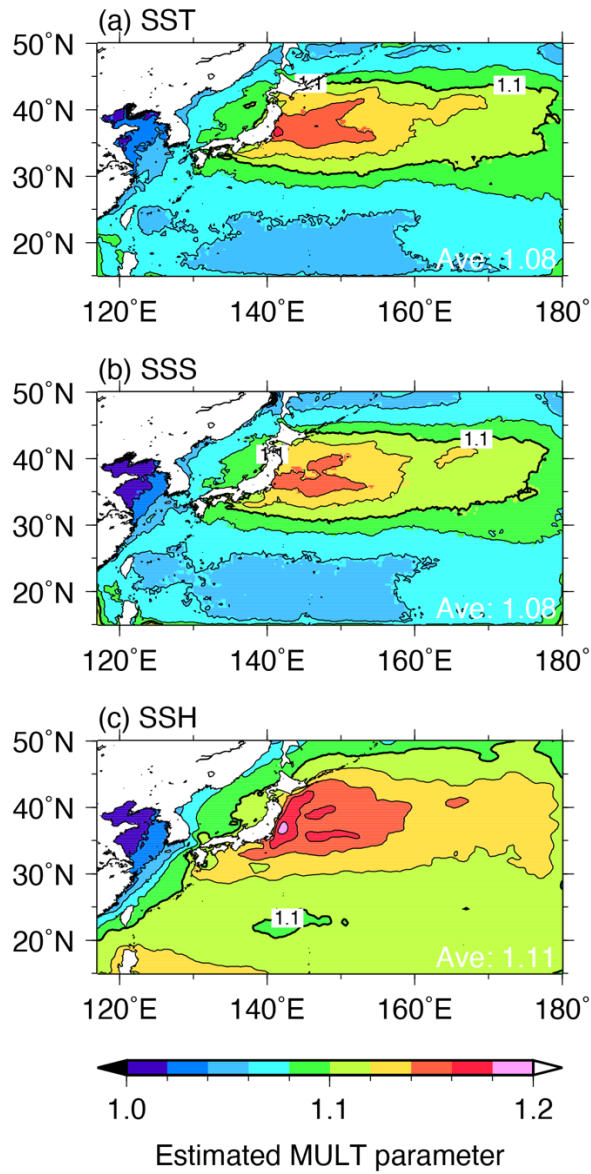 (a) SST
50°N
40°N
30°N
20°N
1.1
1.1
Ave: 1.08
120°E 140°E 160°E 180°
(b) SSS
50°N
40°N
30°N
20°N
1.1
1.1
Ave: 1.08
120°E 140°E 160°E 180°
(c) SSH
50°N
40°N
30°N
20°N
1.1
Ave: 1.11
120°E 140°E 160°E 180°
1.0 1.1 1.2
Estimated MULT parameter